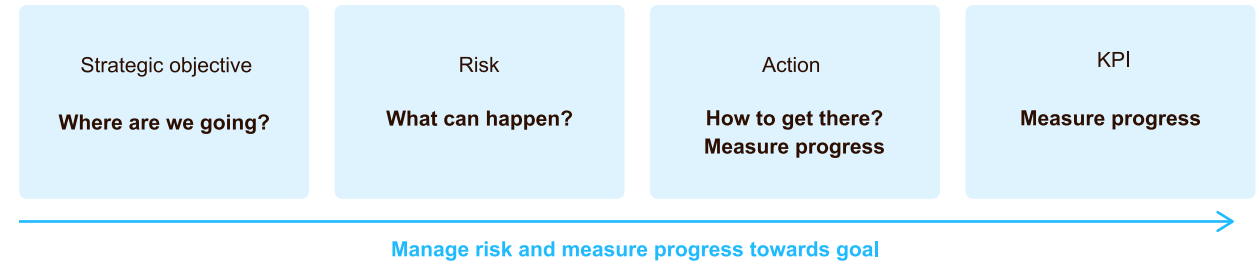 Strategic objective
Where are we going?
Risk
What can happen?
Action
How to get there?
Measure progress
KPI
Measure progress
Manage risk and measure progress towards goal